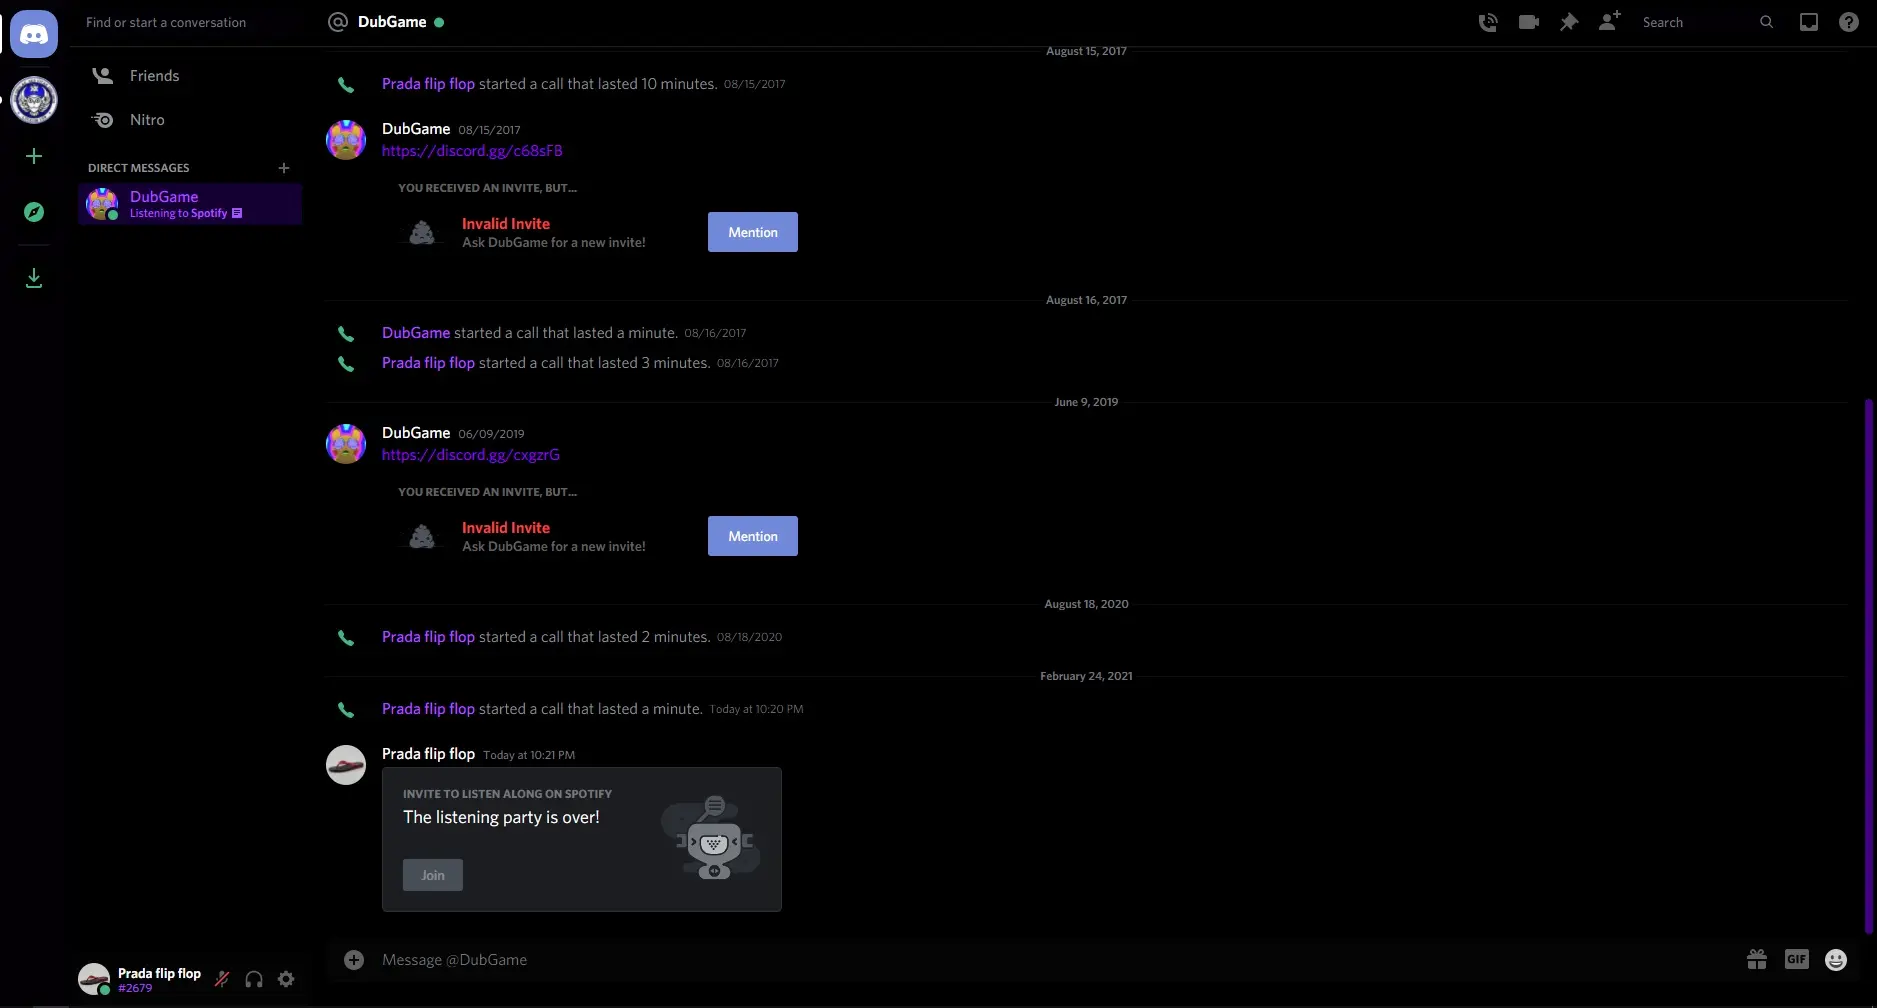 Find or start a conversation
Friends
Nitro
DIRECT MESSAGES
DubGame
Listening to Spotify
Prada flip flop
#2679
DubGame
Search
August 15, 2017
Prada flip flop started a call that lasted 10 minutes. 08/15/2017
DubGame 08/15/2017
https://discord.gg/c68sFB
YOU RECEIVED AN INVITE, BUT...
Invalid Invite
Ask DubGame for a new invite!
Mention
August 16, 2017
DubGame started a call that lasted a minute. 08/16/2017
Prada flip flop started a call that lasted 3 minutes. 08/16/2017
June 9, 2019
DubGame 06/09/2019
https://discord.gg/cxgzrG
YOU RECEIVED AN INVITE, BUT...
Invalid Invite
Ask DubGame for a new invite!
Mention
August 18, 2020
Prada flip flop started a call that lasted 2 minutes. 08/18/2020
February 24, 2021
Prada flip flop started a call that lasted a minute. Today at 10:20 PM
Prada flip flop Today at 10:21 PM
INVITE TO LISTEN ALONG ON SPOTIFY
The listening party is over!
Join
Message @DubGame
GIF